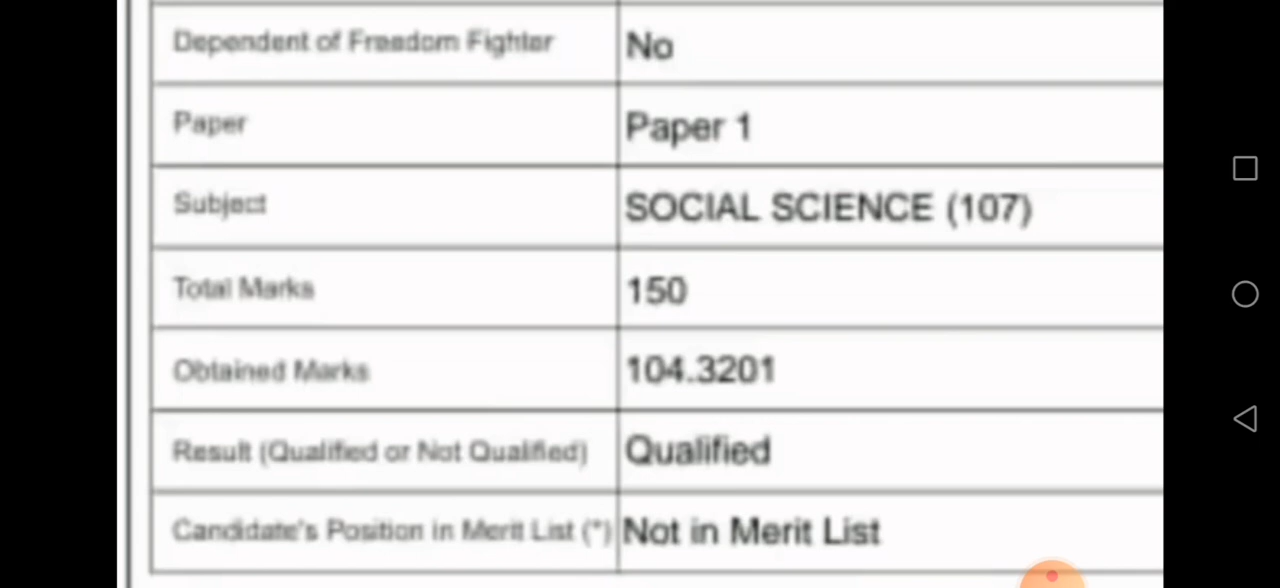 Dependent of Freedom Fighter No
Paper Paper 1
Subject SOCIAL SCIENCE (107)
Total Marks 150
Obtained Marks 104.3201
Result (Qualified or Not Qualified) Qualified
Candidate's Position in Merit List (*) Not in Merit List